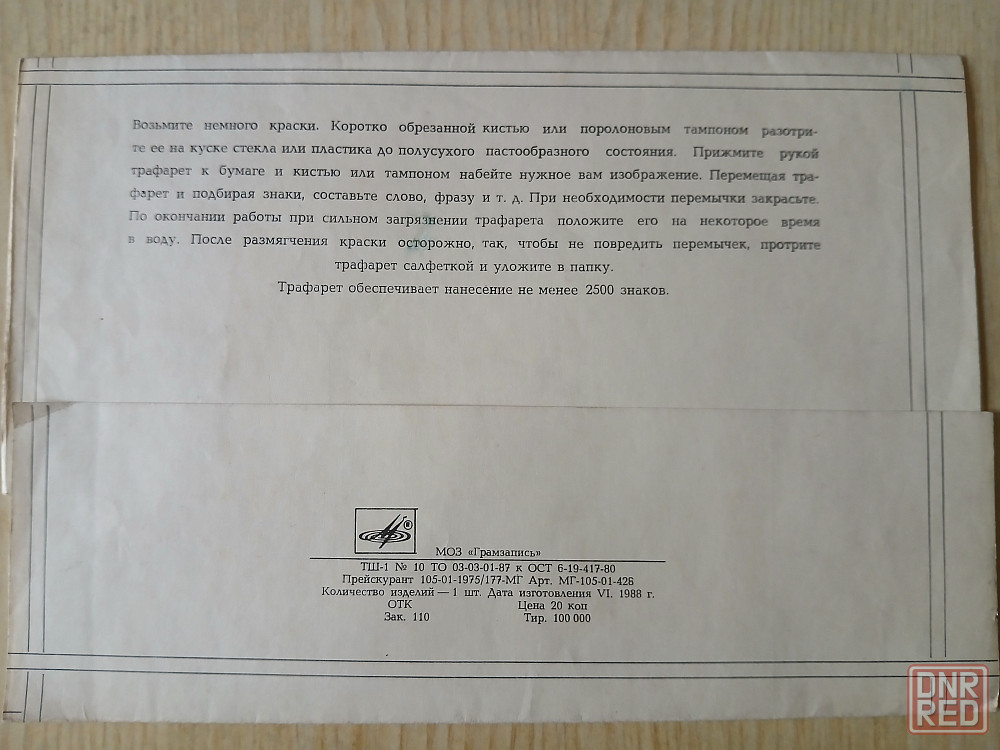 Возьмите немного краски. Коротко обрезанной кистью или поролоновым тампоном разотри-
те ее на куске стекла или пластика до полусухого пастообразного состояния. Прижмите рукой
трафарет к бумаге и кистью или тампоном набейте нужное вам изображение. Перемещая тра-
фарет и подбирая знаки, составьте слово, фразу и т. д. При необходимости перемычки закрасьте.
По окончании работы при сильном загрязнении трафарета положите его на некоторое время
в воду. После размягчения краски осторожно, так, чтобы не повредить перемычек, протрите
трафарет салфеткой и уложите в папку.
Трафарет обеспечивает нанесение не менее 2500 знаков.
®
МОЗ «Грамзапись»
ТШ-1 № 10 ТО 03-03-01-87 к ОСТ 6-19-417-80
Прейскурант 105-01-1975/177-МГ Арт. МГ-105-01-426
Количество изделий — 1 шт. Дата изготовления VI. 1988 г.
ОТК Цена 20 коп
Зак. 110 Тир. 100 000
DNR
RED